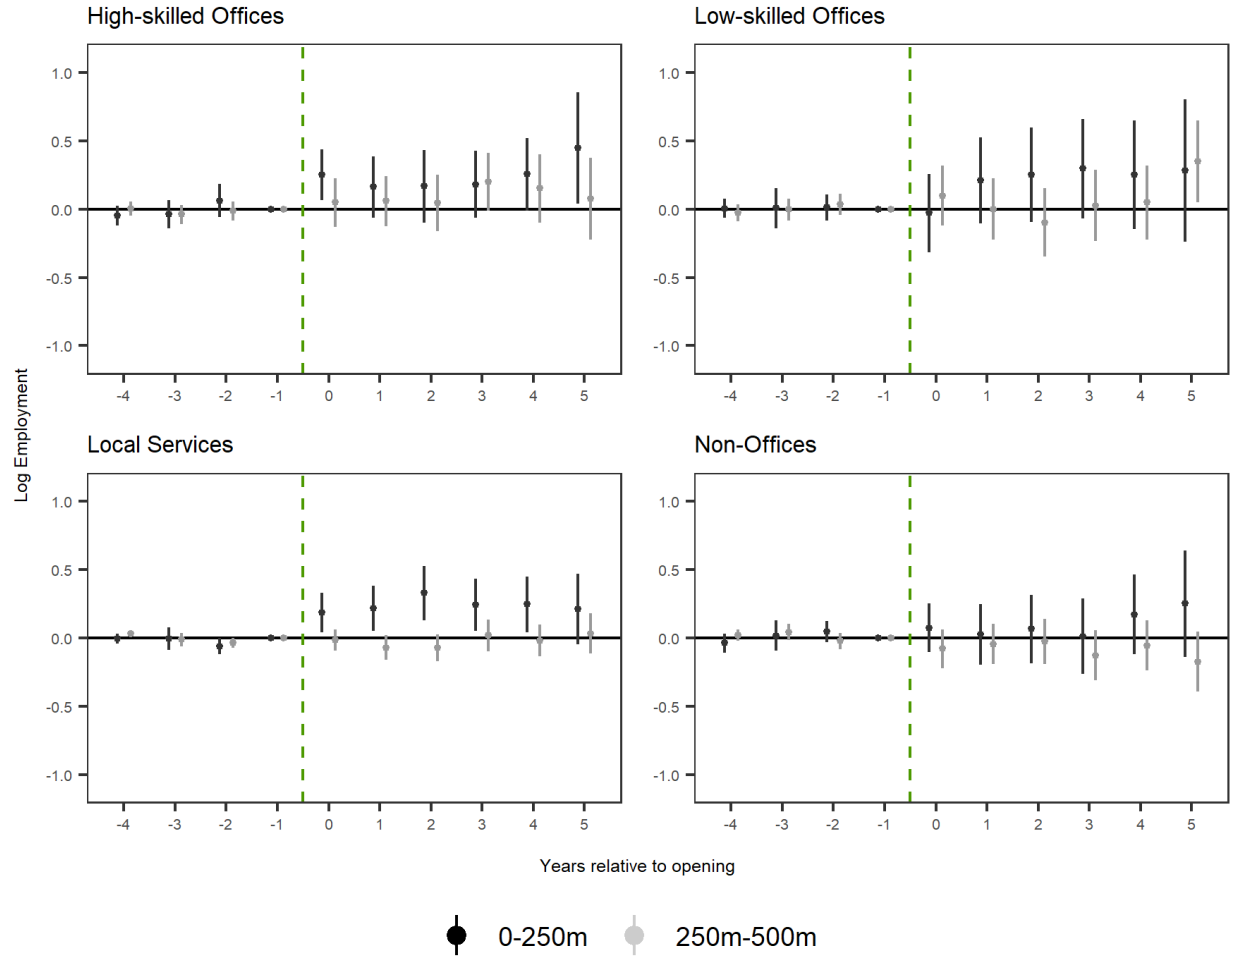 High-skilled Offices
Low-skilled Offices
1.0
0.5
0.0
-0.5
-1.0
-4 -3 -2 -1 0 1 2 3 4 5
1.0
0.5
0.0
-0.5
-1.0
-4 -3 -2 -1 0 1 2 3 4 5
Log Employment
Local Services
Non-Offices
1.0
0.5
0.0
-0.5
-1.0
-4 -3 -2 -1 0 1 2 3 4 5
1.0
0.5
0.0
-0.5
-1.0
-4 -3 -2 -1 0 1 2 3 4 5
Years relative to opening
0-250m 250m-500m